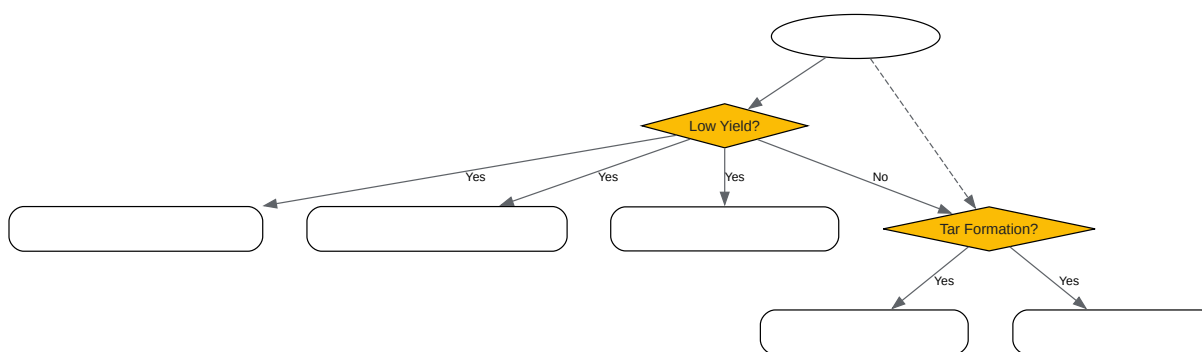 Low Yield?
Yes
Yes
Yes
No
Tar Formation?
Yes
Yes